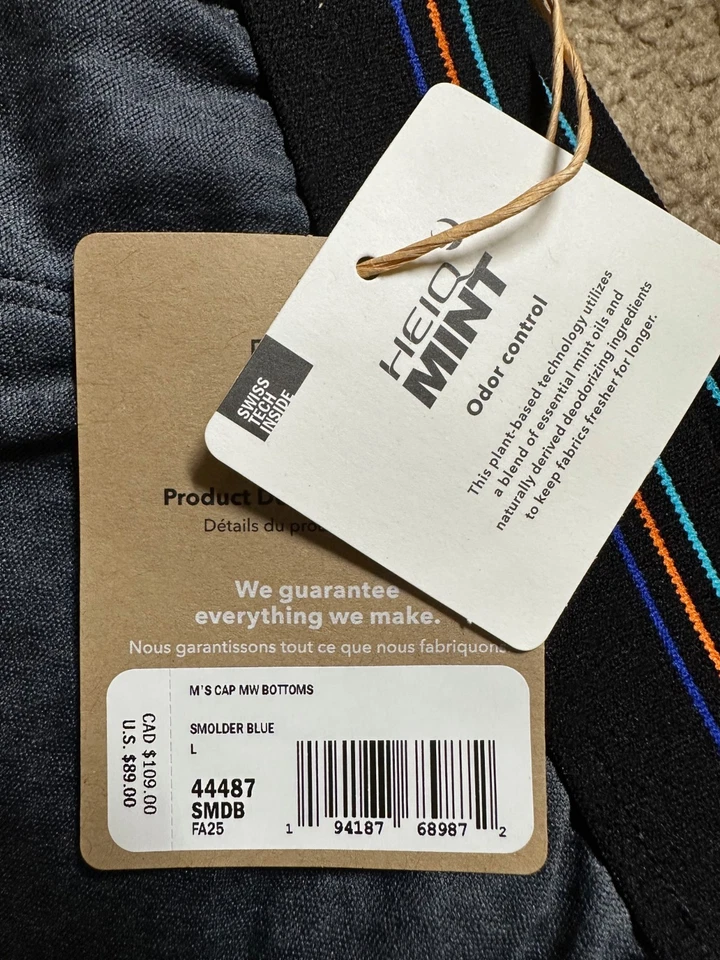 HEIQ
MINT
Odor control
This plant-based technology utilizes
a blend of essential mint oils and
naturally derived deodorizing ingredients
to keep fabrics fresher for longer.
SWISS
TECH
INSIDE
Product
Détails du
We guarantee
everything we make.
Nous garantissons tout ce que nous fabriquons.
M'S CAP MW BOTTOMS
SMOLDER BLUE
L
44487
SMDB
FA25
CAD $109.00
U.S. $89.00
1 94187 68987 2